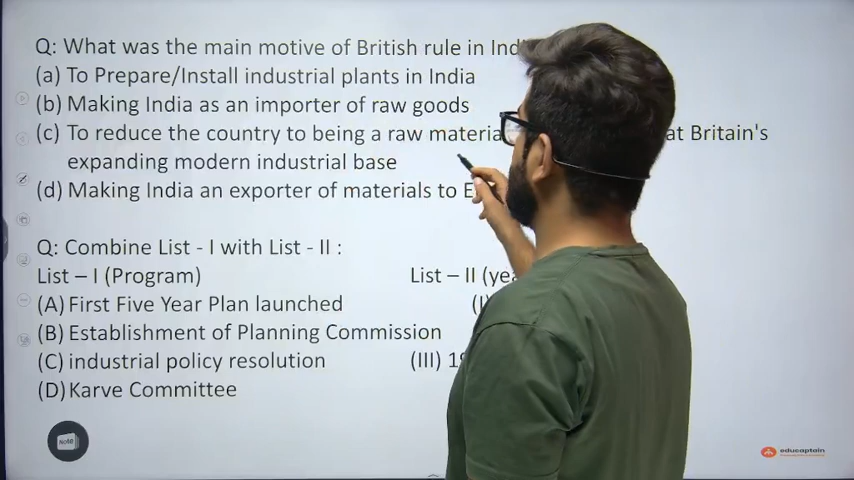 Q: What was the main motive of British rule in Ind
(a) To Prepare/Install industrial plants in India
(b) Making India as an importer of raw goods
(c) To reduce the country to being a raw materia at Britain's
expanding modern industrial base
(d) Making India an exporter of materials to E
Q: Combine List - I with List - II :
List – I (Program) List – II (yea
(A) First Five Year Plan launched (I)
(B) Establishment of Planning Commission
(C) industrial policy resolution (III) 19
(D) Karve Committee
Note
educaptain